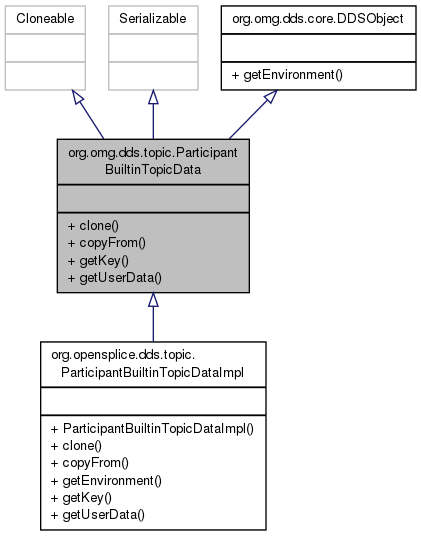 Cloneable
Serializable
org.omg.dds.core.DDSObject
+ getEnvironment()
org.omg.dds.topic.Participant
BuiltinTopicData
+ clone()
+ copyFrom()
+ getKey()
+ getUserData()
org.opensplice.dds.topic.
ParticipantBuiltinTopicDataImpl
+ ParticipantBuiltinTopicDataImpl()
+ clone()
+ copyFrom()
+ getEnvironment()
+ getKey()
+ getUserData()